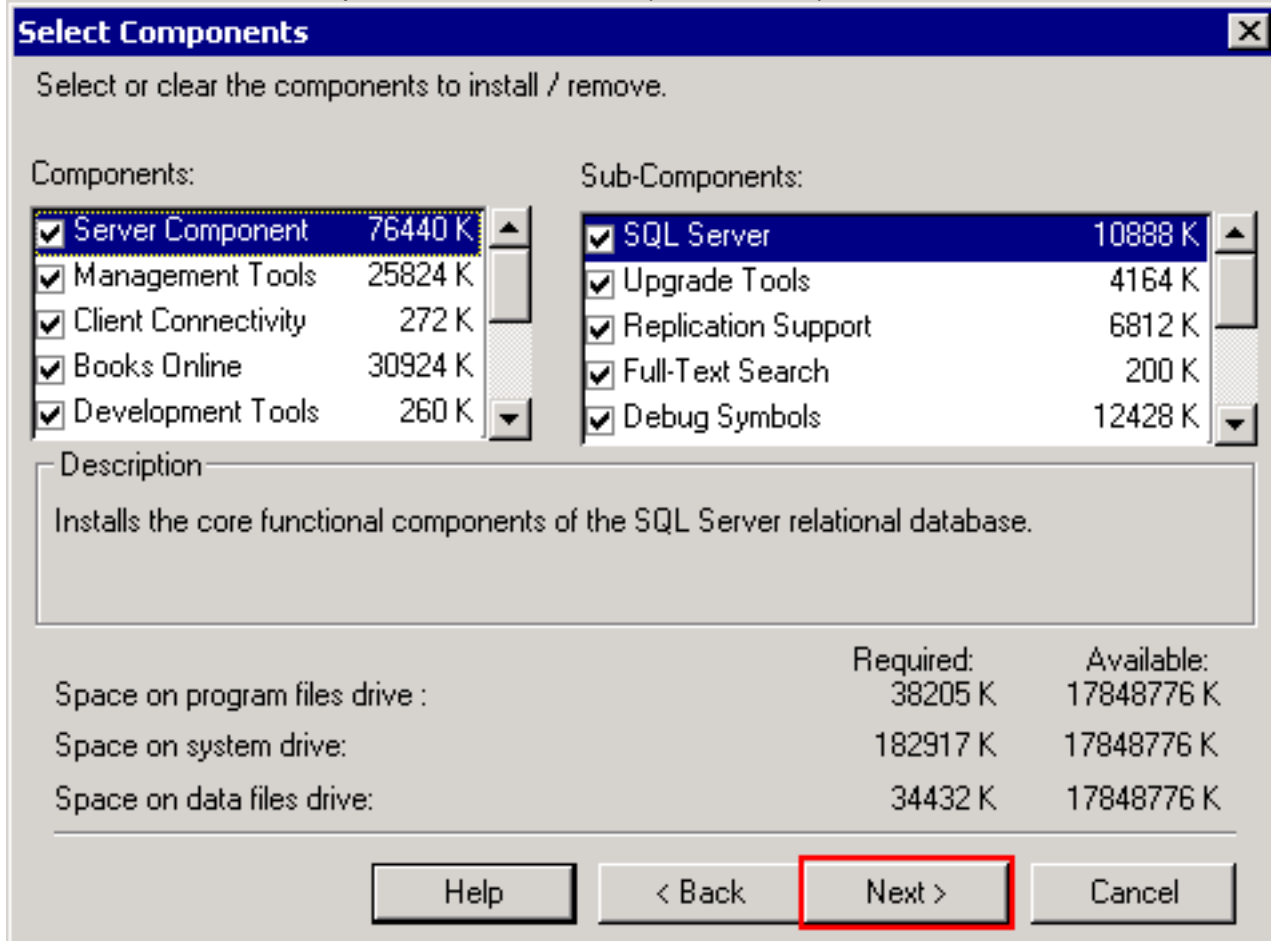 Select Components
Select or clear the components to install / remove.
Components:
Server Component 76440 K
Management Tools 25824 K
Client Connectivity 272 K
Books Online 30924 K
Development Tools 260 K
Sub-Components:
SQL Server 10888 K
Upgrade Tools 4164 K
Replication Support 6812 K
Full-Text Search 200 K
Debug Symbols 12428 K
Description
Installs the core functional components of the SQL Server relational database.
Required: Available:
Space on program files drive : 38205 K 17848776 K
Space on system drive: 182917 K 17848776 K
Space on data files drive: 34432 K 17848776 K
Help < Back Next > Cancel